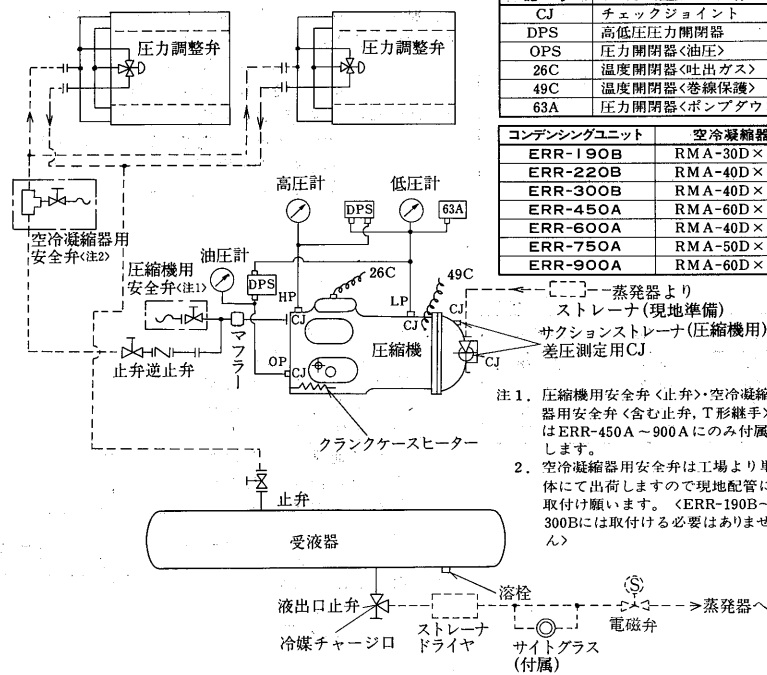 圧力調整弁
圧力調整弁
CJ チェックジョイント
DPS 高低圧圧力開閉器
OPS 圧力開閉器<油圧>
26C 温度開閉器<吐出ガス>
49C 温度開閉器<巻線保護>
63A 圧力開閉器<ポンプダウ
コンデンシングユニット 空冷凝縮器
ERR-190B RMA-30D×
ERR-220B RMA-40D×
ERR-300B RMA-40D×
ERR-450A RMA-60D×
ERR-600A RMA-40D×
ERR-750A RMA-50D×
ERR-900A RMA-60D×
高圧計
低圧計
DPS
63A
空冷凝縮器用
安全弁<注2>
油圧計
圧縮機用
安全弁<注1>
DPS
26C
49C
HP
LP
CJ
CJ
CJ
蒸発器より
ストレーナ(現地準備)
サクションストレーナ(圧縮機用)
差圧測定用CJ
CJ
止弁
逆止弁
マフラー
圧縮機
OP
CJ
クランクケースヒーター
注1. 圧縮機用安全弁<止弁>・空冷凝縮
器用安全弁<含む止弁,T形継手>
はERR-450A~900Aにのみ付属
します。
2. 空冷凝縮器用安全弁は工場より単
体にて出荷しますので現地配管に
取付け願います。<ERR-190B~
300Bには取付ける必要はありませ
ん>
止弁
受液器
溶栓
液出口止弁
冷媒チャージ口
ストレーナ
ドライヤ
サイトグラス
(付属)
S
電磁弁
蒸発器へ